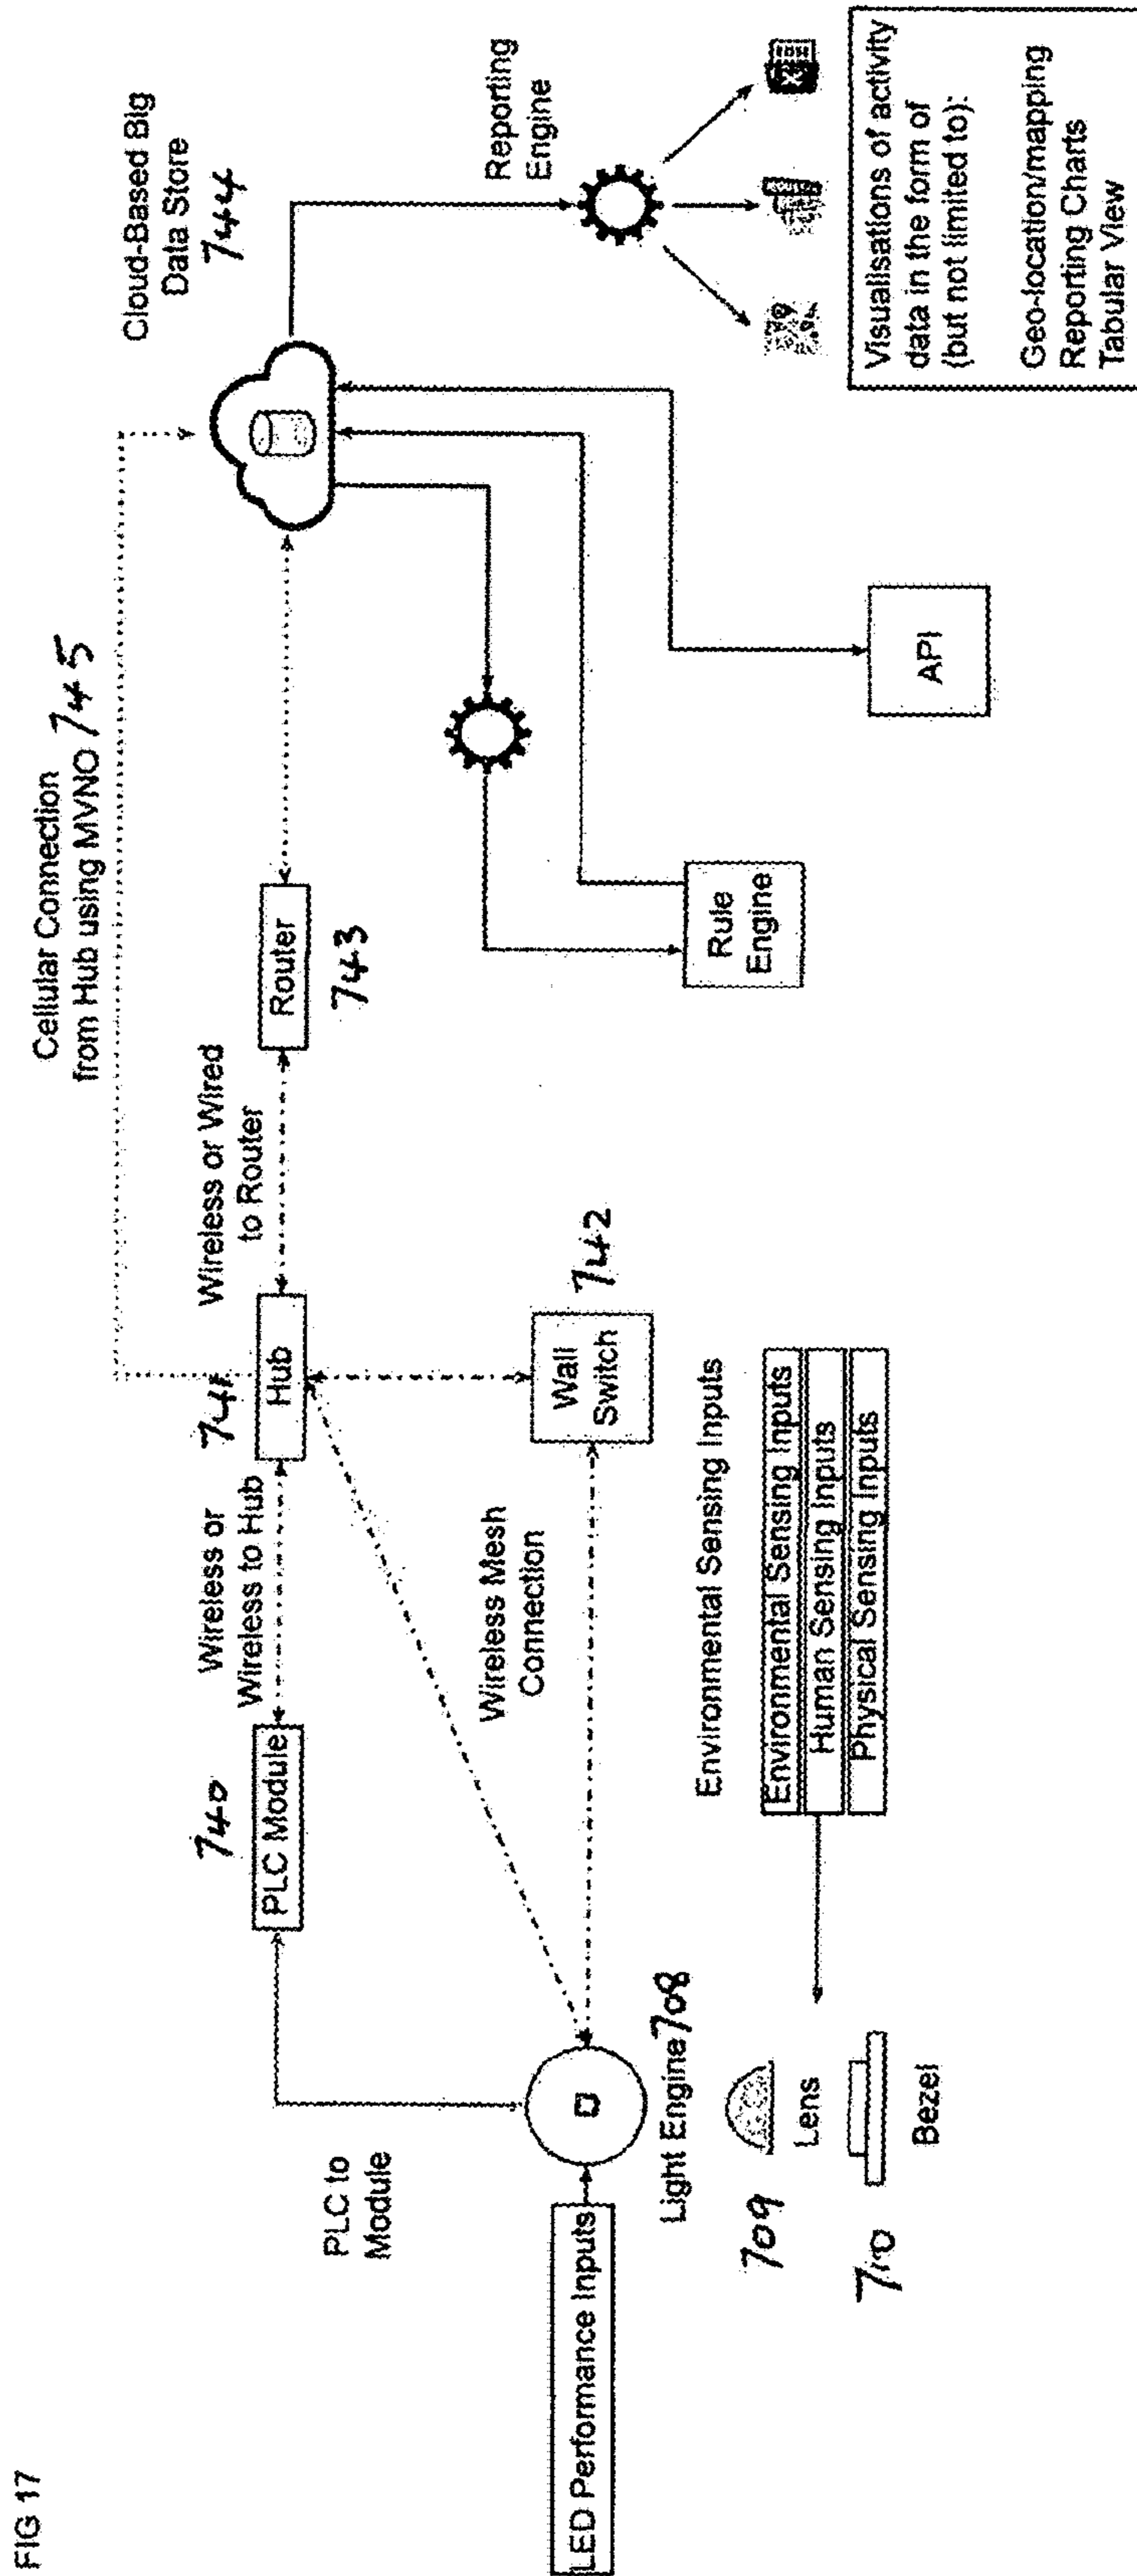 FIG 17
Cellular Connection
from Hub using MVNO 745
Cloud-Based Big
Data Store
744
PLC to
Module
740
PLC Module
Wireless or
Wireless to Hub
741
Hub
Wireless or Wired
to Router
Router
743
Reporting
Engine
Wireless Mesh
Connection
Wall
Switch
742
LED Performance Inputs
Light Engine 708
709
Lens
710
Bezel
Environmental Sensing Inputs
Environmental Sensing Inputs
Human Sensing Inputs
Physical Sensing Inputs
Rule
Engine
API
Visualisations of activity
data in the form of
(but not limited to):
Geo-location/mapping
Reporting Charts
Tabular View